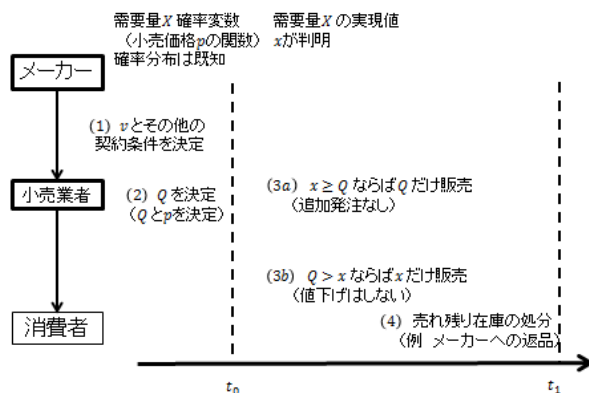 需要量X 確率変数
(小売価格pの関数)
確率分布は既知
需要量X の実現値
xが判明
メーカー
(1) vとその他の
契約条件を決定
小売業者
(2) Q を決定
(Qとpを決定)
(3a) x ≥ Q ならばQだけ販売
(追加発注なし)
(3b) Q > x ならばxだけ販売
(値下げはしない)
消費者
(4) 売れ残り在庫の処分
(例 メーカーへの返品)
t₀
t₁